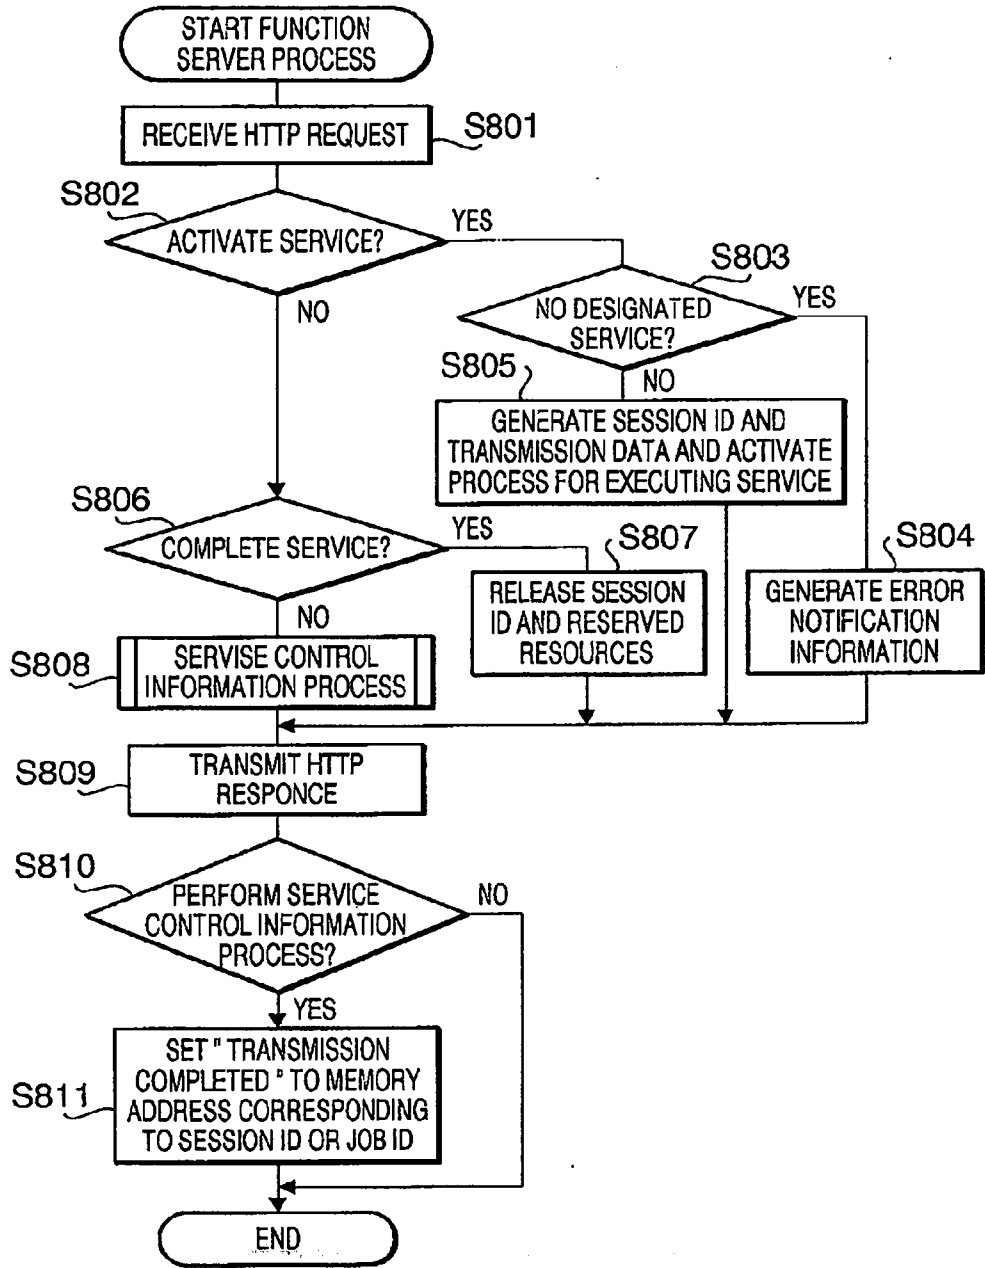 START FUNCTION
SERVER PROCESS
RECEIVE HTTP REQUEST
S801
S802
ACTIVATE SERVICE?
YES
NO
S803
NO DESIGNATED
SERVICE?
YES
NO
S805
GENERATE SESSION ID AND
TRANSMISSION DATA AND ACTIVATE
PROCESS FOR EXECUTING SERVICE
S806
COMPLETE SERVICE?
YES
NO
S807
RELEASE SESSION
ID AND RESERVED
RESOURCES
S804
GENERATE ERROR
NOTIFICATION
INFORMATION
S808
SERVISE CONTROL
INFORMATION PROCESS
S809
TRANSMIT HTTP
RESPONCE
S810
PERFORM SERVICE
CONTROL INFORMATION
PROCESS?
NO
YES
S811
SET " TRANSMISSION
COMPLETED " TO MEMORY
ADDRESS CORRESPONDING
TO SESSION ID OR JOB ID
END